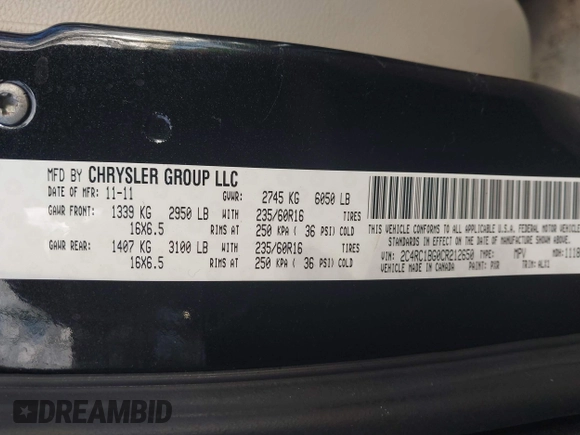 MFD BY CHRYSLER GROUP LLC
DATE OF MFR: 11-11 GVWR: 2745 KG 6050 LB
GAWR FRONT: 1339 KG 2950 LB WITH 235/60R16 TIRES
16X6.5 RIMS AT 250 KPA ( 36 PSI) COLD
GAWR REAR: 1407 KG 3100 LB WITH 235/60R16 TIRES
16X6.5 RIMS AT 250 KPA ( 36 PSI) COLD
THIS VEHICLE CONFORMS TO ALL APPLICABLE U.S.A. FEDERAL MOTOR
STANDARDS IN EFFECT ON THE DATE OF MANUFACTURE SHOWN AB
VIN: 2C4RC1BG0CR212650 TYPE: MPV MDH:
VEHICLE MADE IN CANADA PAINT: PXR TRIM:
DREAMBID